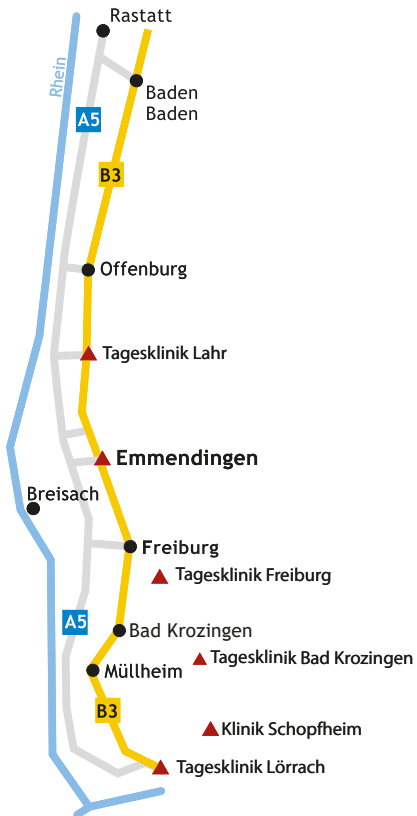 Rastatt
Rhein
Baden
Baden
A5
B3
Offenburg
Tagesklinik Lahr
Emmendingen
Breisach
Freiburg
Tagesklinik Freiburg
A5
Bad Krozingen
Tagesklinik Bad Krozingen
Müllheim
B3
Klinik Schopfheim
Tagesklinik Lörrach